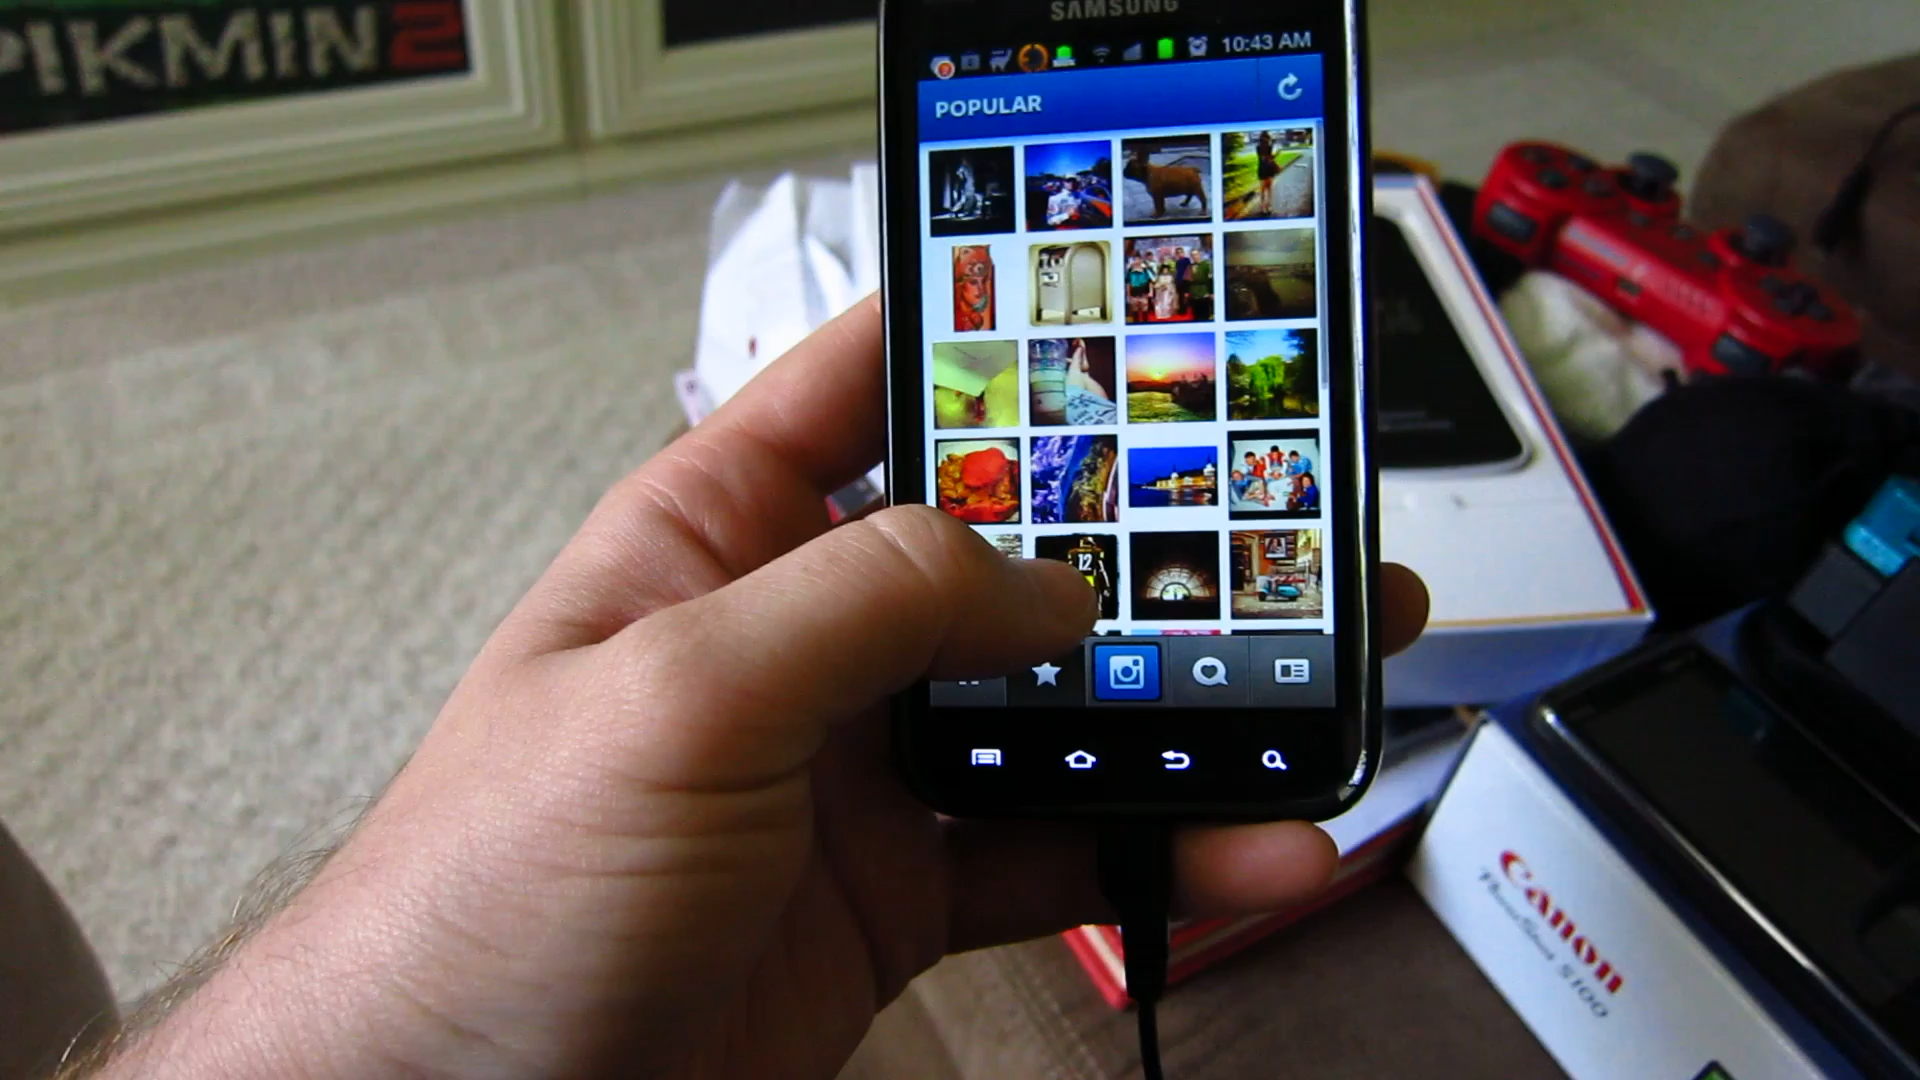 PIKMIN 2
SAMSUNG
10:43 AM
POPULAR
12
Canon
PowerShot S100